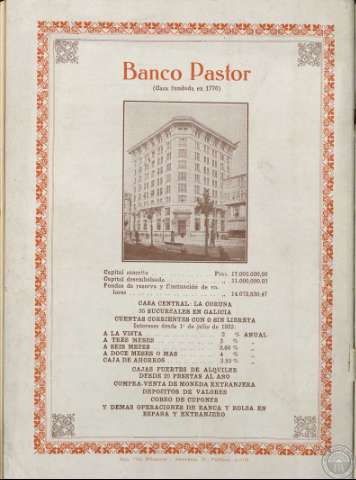 Banco Pastor
(Casa fundada en 1776)
Capital suscrito . . . . . . Ptas. 17.000.000,00
Capital desembolsado . . . . . . „ 11.000.000,00
Fondos de reserva y fluctuación de va-
lores . . . . . . „ 14.073.830,47
CASA CENTRAL: LA CORUÑA
35 SUCURSALES EN GALICIA
CUENTAS CORRIENTES CON O SIN LIBRETA
Intereses desde 1º de julio de
A LA VISTA . . . . 2 % ANUAL
A TRES MESES . . . . 3 % „
A SEIS MESES . . . . 3,60 % „
A DOCE MESES O MAS . . . . 4 % „
CAJA DE AHORROS . . . . 3,50 % „
CAJAS FUERTES DE ALQUILER
DESDE 20 PESETAS AL AÑO
COMPRA-VENTA DE MONEDA EXTRANJERA
DEPOSITOS DE VALORES
COBRO DE CUPONES
Y DEMAS OPERACIONES DE BANCA Y BOLSA EN
ESPAÑA Y EXTRANJERO